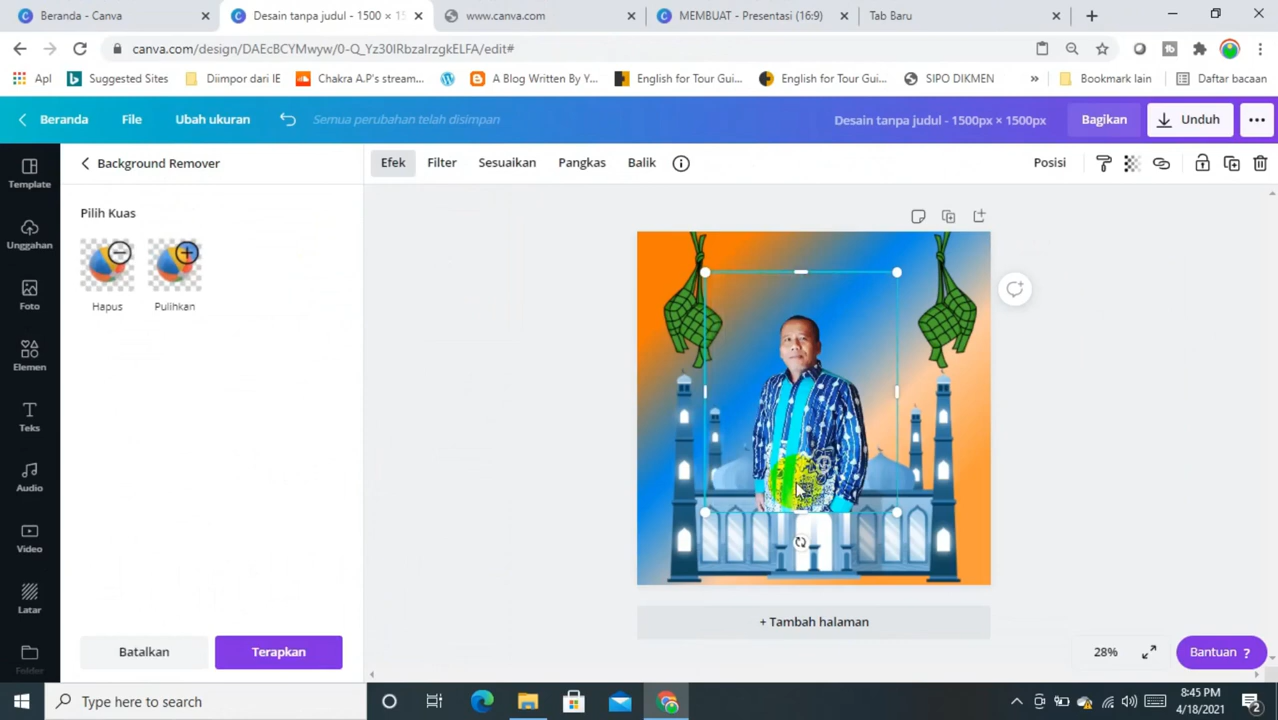 Beranda - Canva
Desain tanpa judul - 1500 × 15
www.canva.com
MEMBUAT - Presentasi (16:9)
Tab Baru
canva.com/design/DAEcBCYMwyw/0-Q_Yz30IRbzaIrzgkELFA/edit#
Apl
Suggested Sites
Diimpor dari IE
Chakra A.P's stream...
A Blog Written By Y...
English for Tour Gui...
English for Tour Gui...
SIPO DIKMEN
»
Bookmark lain
Daftar bacaan
Beranda
File
Ubah ukuran
Semua perubahan telah disimpan
Desain tanpa judul - 1500px × 1500px
Bagikan
Unduh
Template
Unggahan
Foto
Elemen
Teks
Audio
Video
Latar
Folder
Background Remover
Pilih Kuas
Hapus
Pulihkan
Batalkan
Terapkan
Efek
Filter
Sesuaikan
Pangkas
Balik
Posisi
+ Tambah halaman
28%
Bantuan ?
Type here to search
8:45 PM
4/18/2021
2